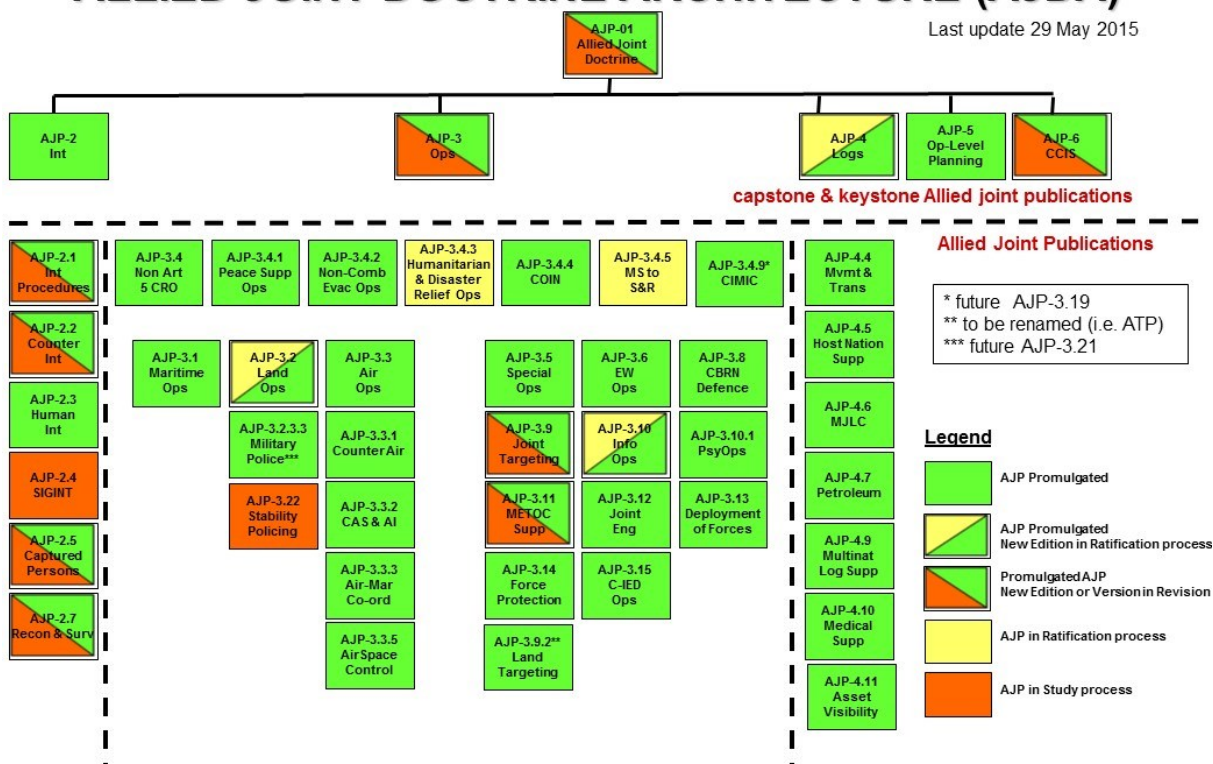 ALLIED JOINT DOCTRINE ARCHITECTURE (AJDA)
Last update 29 May 2015
AJP-01
Allied Joint
Doctrine
AJP-2
Int
AJP-3
Ops
AJP-4
Logs
AJP-5
Op-Level
Planning
AJP-6
CCIS
capstone & keystone Allied joint publications
AJP-2.1
Int
Procedures
AJP-2.2
Counter
Int
AJP-2.3
Human
Int
AJP-2.4
SIGINT
AJP-2.5
Captured
Persons
AJP-2.7
Recon & Surv
AJP-3.4
Non Art
5 CRO
AJP-3.4.1
Peace Supp
Ops
AJP-3.4.2
Non-Comb
Evac Ops
AJP-3.4.3
Humanitarian
& Disaster
Relief Ops
AJP-3.4.4
COIN
AJP-3.4.5
MS to
S&R
AJP-3.4.9*
CIMIC
AJP-3.1
Maritime
Ops
AJP-3.2
Land
Ops
AJP-3.2.3.3
Military
Police***
AJP-3.22
Stability
Policing
AJP-3.3
Air
Ops
AJP-3.3.1
Counter Air
AJP-3.3.2
CAS & AI
AJP-3.3.3
Air-Mar
Co-ord
AJP-3.3.5
AirSpace
Control
AJP-3.5
Special
Ops
AJP-3.6
EW
Ops
AJP-3.8
CBRN
Defence
AJP-3.9
Joint
Targeting
AJP-3.10
Info
Ops
AJP-3.10.1
PsyOps
AJP-3.11
METOC
Supp
AJP-3.12
Joint
Eng
AJP-3.13
Deployment
of Forces
AJP-3.14
Force
Protection
AJP-3.15
C-IED
Ops
AJP-3.9.2**
Land
Targeting
AJP-4.4
Mvmt &
Trans
AJP-4.5
Host Nation
Supp
AJP-4.6
MJLC
AJP-4.7
Petroleum
AJP-4.9
Multinat
Log Supp
AJP-4.10
Medical
Supp
AJP-4.11
Asset
Visibility
Allied Joint Publications
* future AJP-3.19
** to be renamed (i.e. ATP)
*** future AJP-3.21
Legend
AJP Promulgated
AJP Promulgated
New Edition in Ratification process
Promulgated AJP
New Edition or Version in Revision
AJP in Ratification process
AJP in Study process